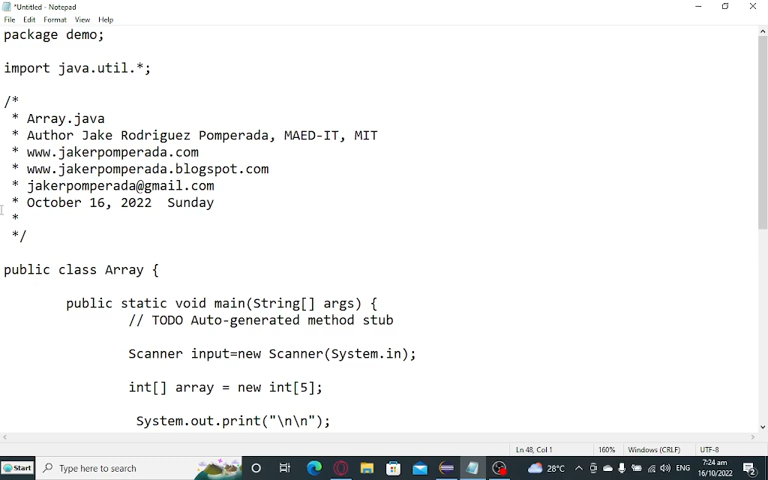 *Untitled - Notepad
File Edit Format View Help
package demo;
import java.util.*;
/*
* Array.java
* Author Jake Rodriguez Pomperada, MAED-IT, MIT
* www.jakerpomperada.com
* www.jakerpomperada.blogspot.com
* jakerpomperada@gmail.com
* October 16, 2022  Sunday
*
*/
public class Array {
public static void main(String[] args) {
// TODO Auto-generated method stub
Scanner input=new Scanner(System.in);
int[] array = new int[5];
System.out.print("\n\n");
Ln 48, Col 1 160% Windows (CRLF) UTF-8
Start Type here to search 28°C ENG 7:24 am
16/10/2022 2